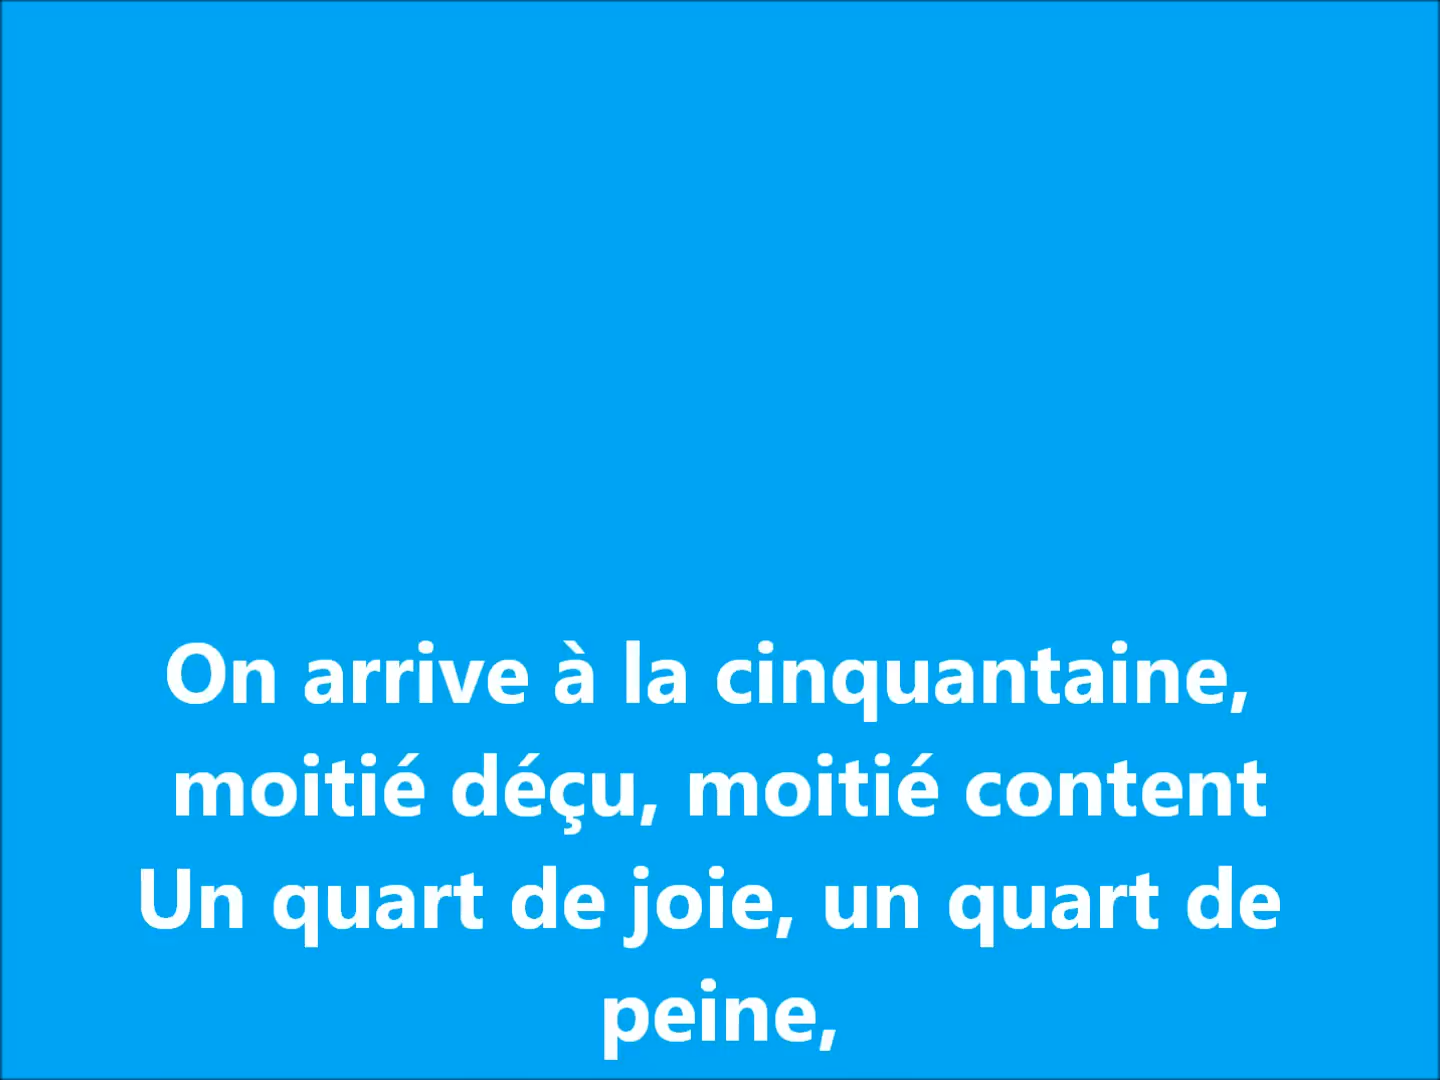 On arrive à la cinquantaine,
moitié déçu, moitié content
Un quart de joie, un quart de
peine,